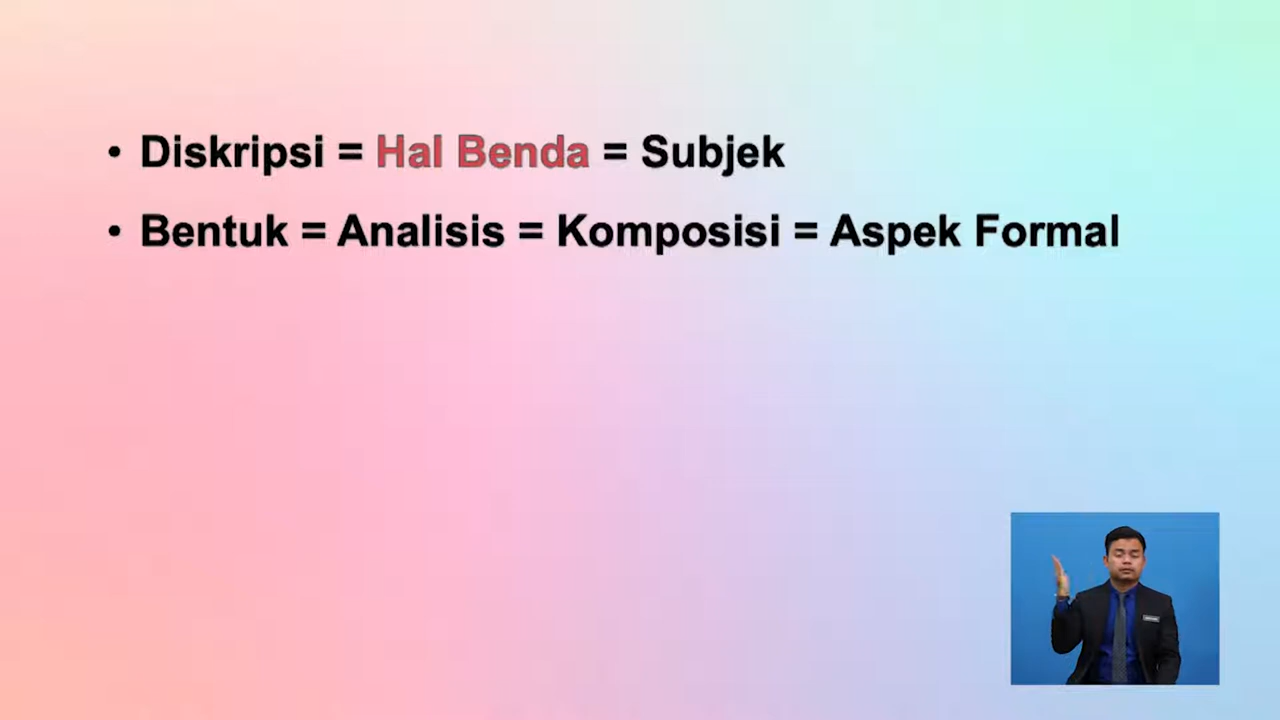 • Diskripsi = Hal Benda = Subjek
• Bentuk = Analisis = Komposisi = Aspek Formal